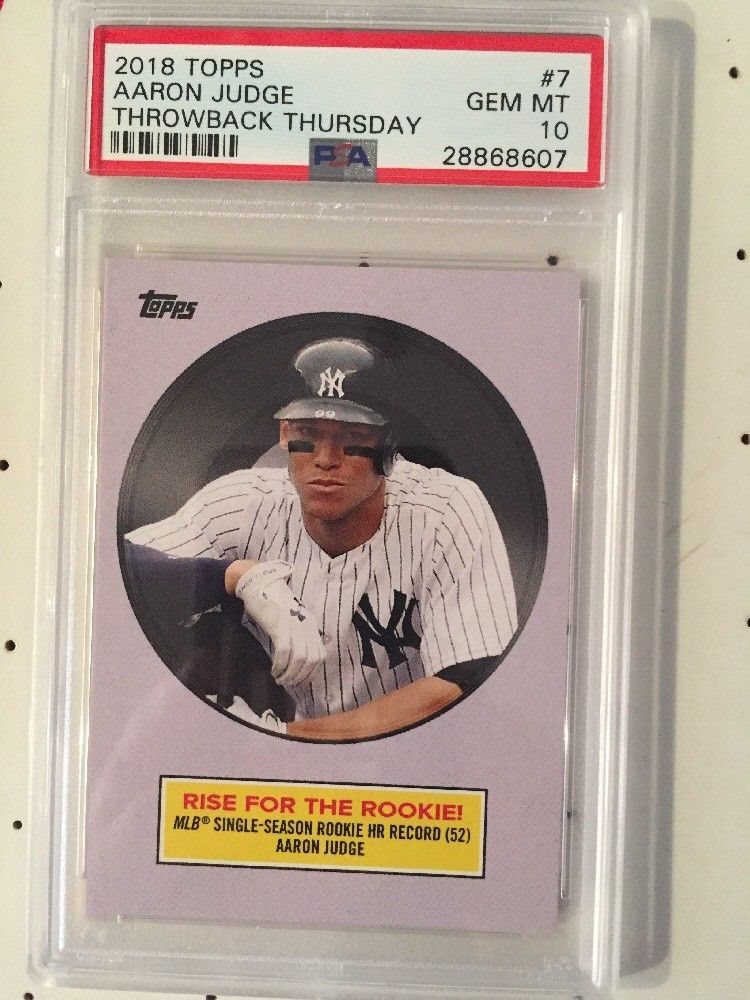 2018 TOPPS #7
AARON JUDGE GEM MT
THROWBACK THURSDAY 10
PSA 28868607
Topps
NY
99
NY
RISE FOR THE ROOKIE!
MLB® SINGLE-SEASON ROOKIE HR RECORD (52)
AARON JUDGE